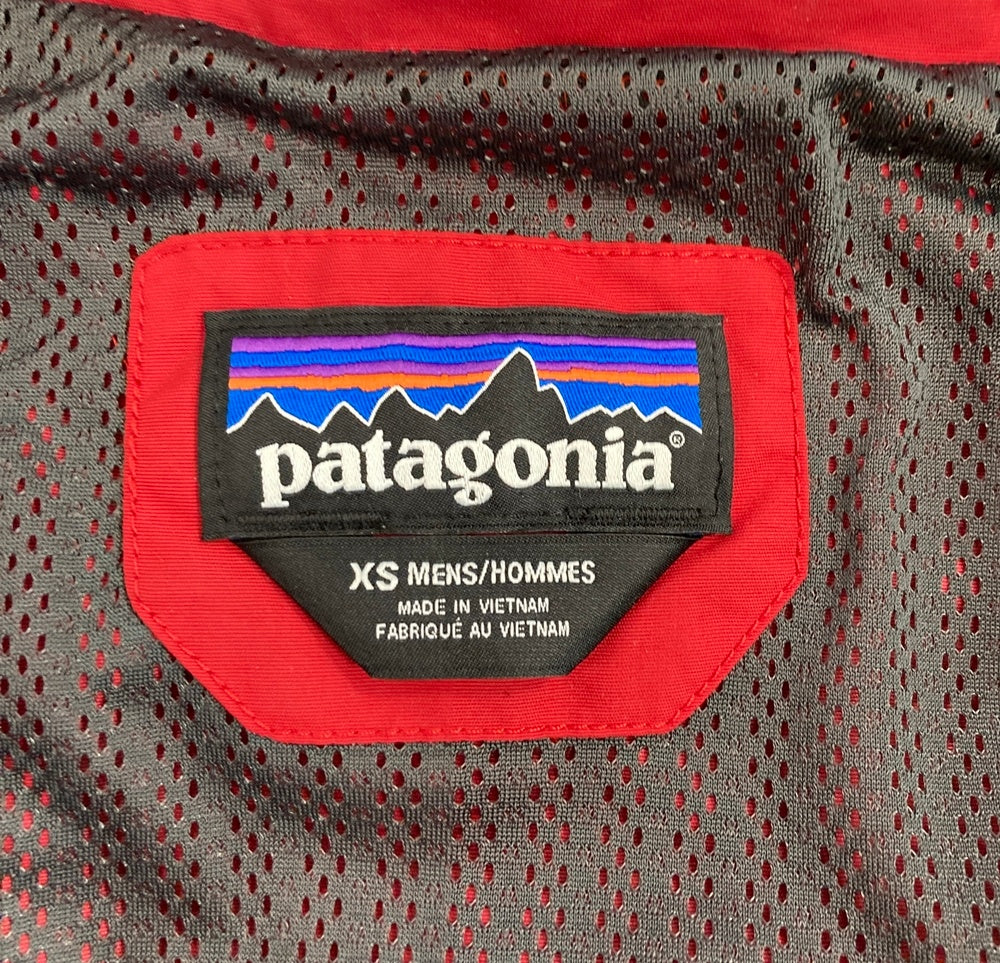 patagonia®
XS MENS/HOMMES
MADE IN VIETNAM
FABRIQUÉ AU VIETNAM